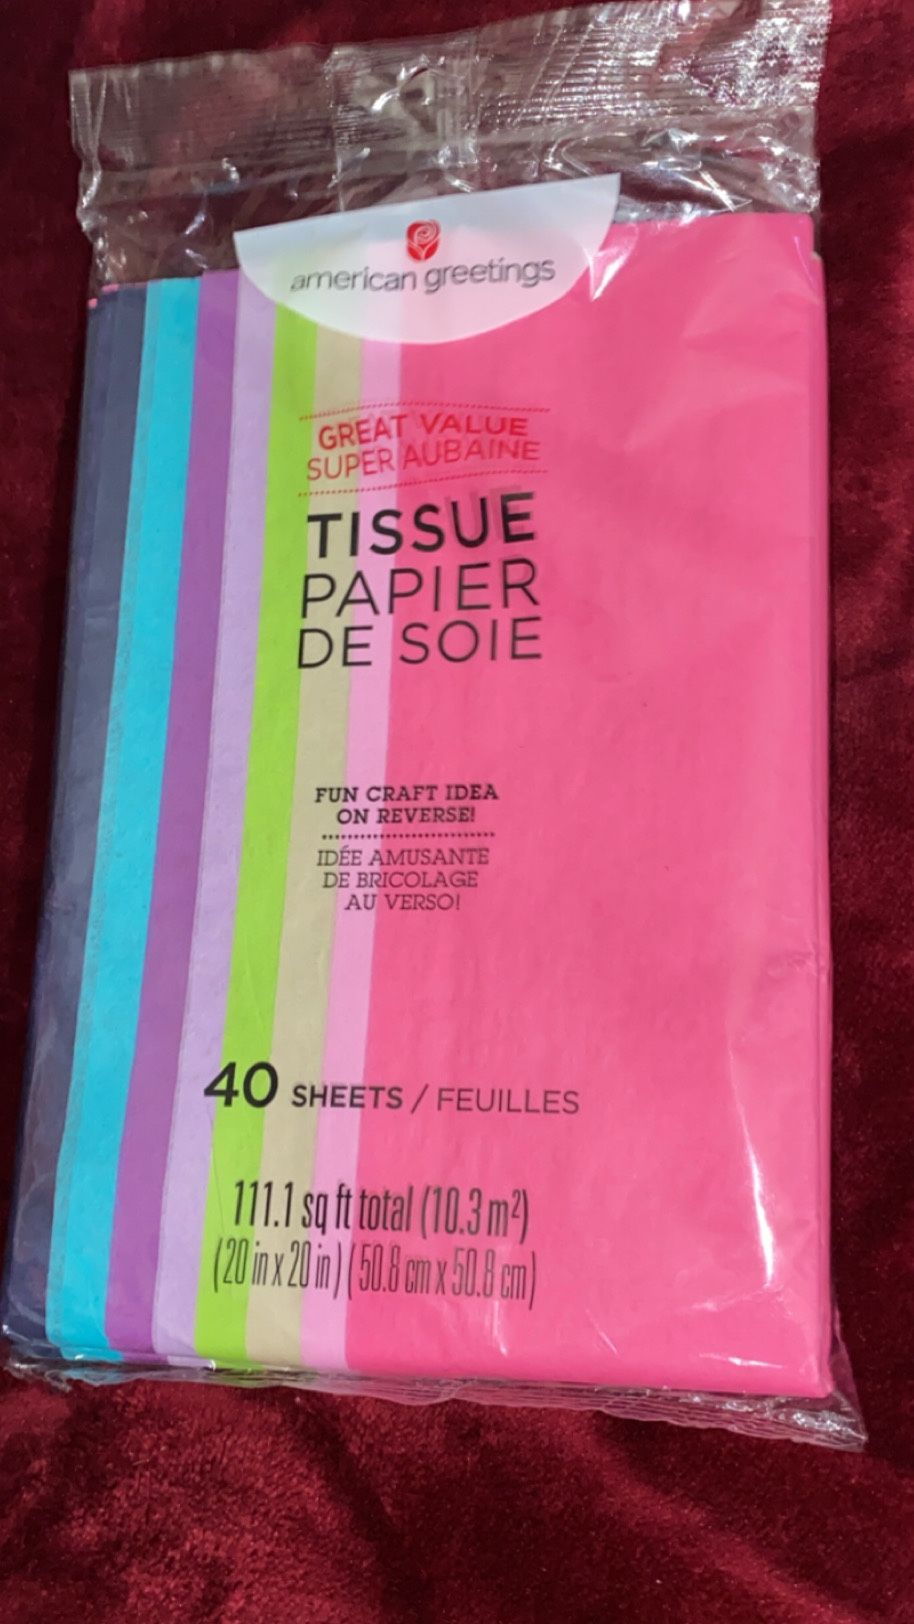 american greetings
GREAT VALUE
SUPER AUBAINE
TISSUE
PAPIER
DE SOIE
FUN CRAFT IDEA
ON REVERSE!
IDÉE AMUSANTE
DE BRICOLAGE
AU VERSO!
40 SHEETS / FEUILLES
111.1 sq ft total (10.3 m²)
(20 in x 20 in) (50.8 cm x 50.8 cm)